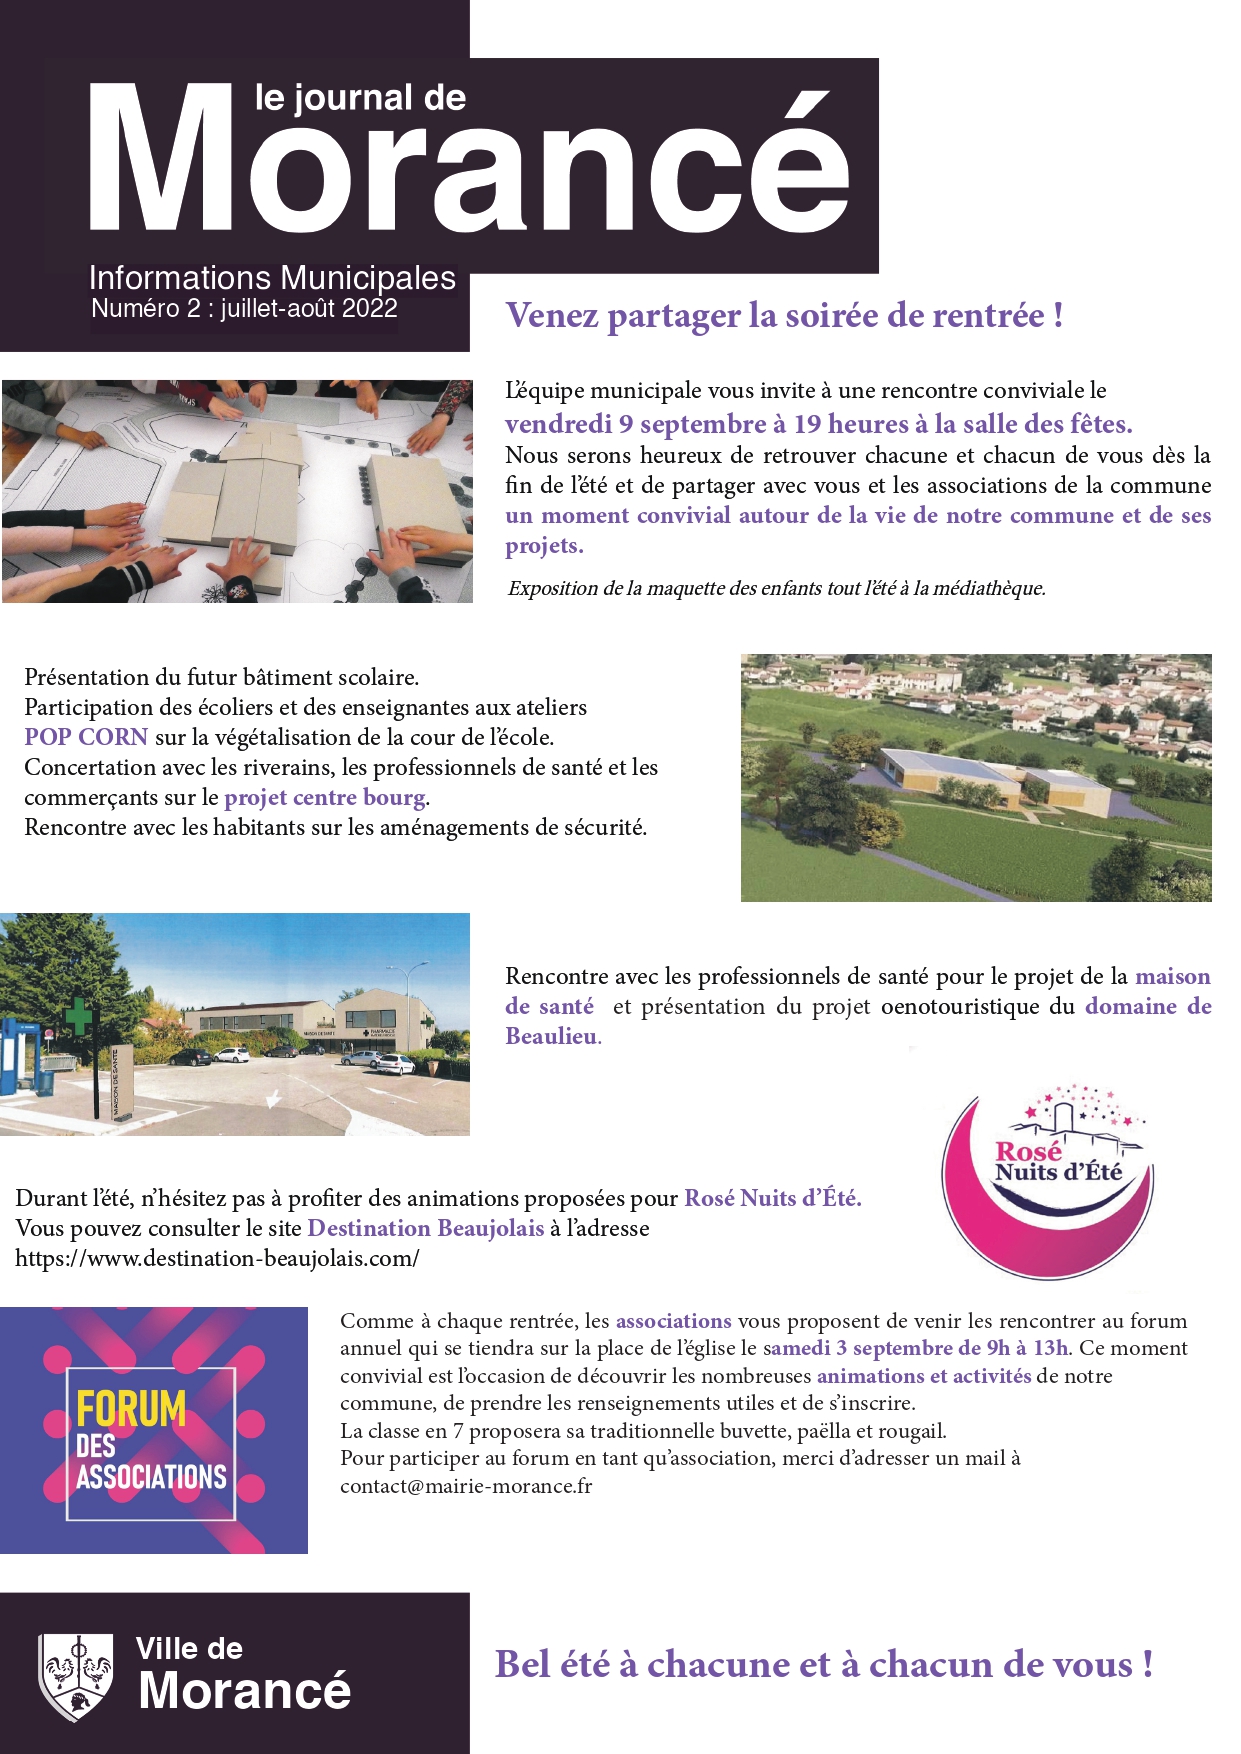 le journal de
Morancé
Informations Municipales
Numéro 2 : juillet-août 2022
Venez partager la soirée de rentrée !
L'équipe municipale vous invite à une rencontre conviviale le
vendredi 9 septembre à 19 heures à la salle des fêtes.
Nous serons heureux de retrouver chacune et chacun de vous dès la
fin de l'été et de partager avec vous et les associations de la commune
un moment convivial autour de la vie de notre commune et de ses
projets.
Exposition de la maquette des enfants tout l'été à la médiathèque.
Présentation du futur bâtiment scolaire.
Participation des écoliers et des enseignantes aux ateliers
POP CORN sur la végétalisation de la cour de l'école.
Concertation avec les riverains, les professionnels de santé et les
commerçants sur le projet centre bourg.
Rencontre avec les habitants sur les aménagements de sécurité.
MAISON DE SANTE
PHARMACIE
MAISON DE SANTE
Rencontre avec les professionnels de santé pour le projet de la maison
de santé et présentation du projet oenotouristique du domaine de
Beaulieu.
Rosé
Nuits d'Été
Durant l'été, n'hésitez pas à profiter des animations proposées pour Rosé Nuits d'Été.
Vous pouvez consulter le site Destination Beaujolais à l'adresse
https://www.destination-beaujolais.com/
FORUM
DES
ASSOCIATIONS
Comme à chaque rentrée, les associations vous proposent de venir les rencontrer au forum
annuel qui se tiendra sur la place de l'église le samedi 3 septembre de 9h à 13h. Ce moment
convivial est l'occasion de découvrir les nombreuses animations et activités de notre
commune, de prendre les renseignements utiles et de s'inscrire.
La classe en 7 proposera sa traditionnelle buvette, paëlla et rougail.
Pour participer au forum en tant qu'association, merci d'adresser un mail à
contact@mairie-morance.fr
Ville de
Morancé
Bel été à chacune et à chacun de vous !